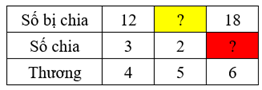 Số bị chia 12 ? 18
Số chia 3 2 ?
Thương 4 5 6